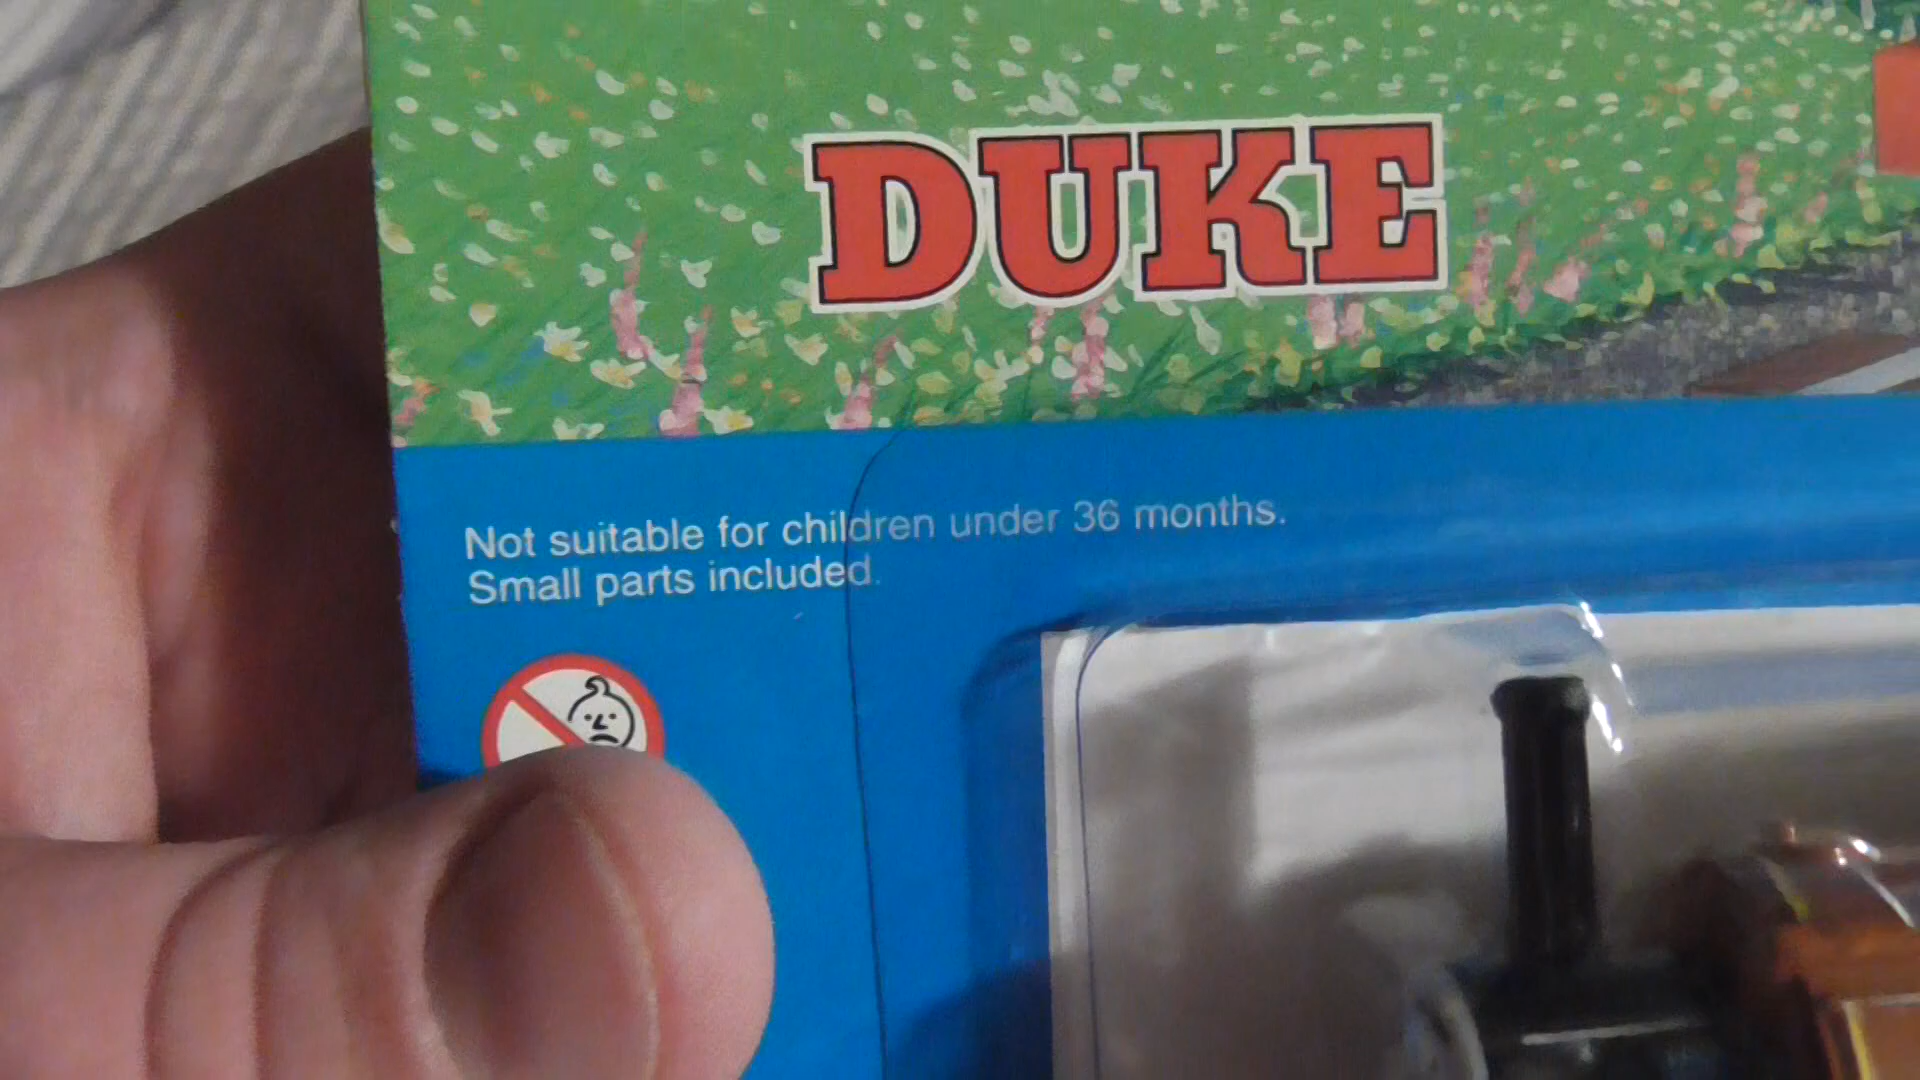 DUKE
Not suitable for children under 36 months.
Small parts included.